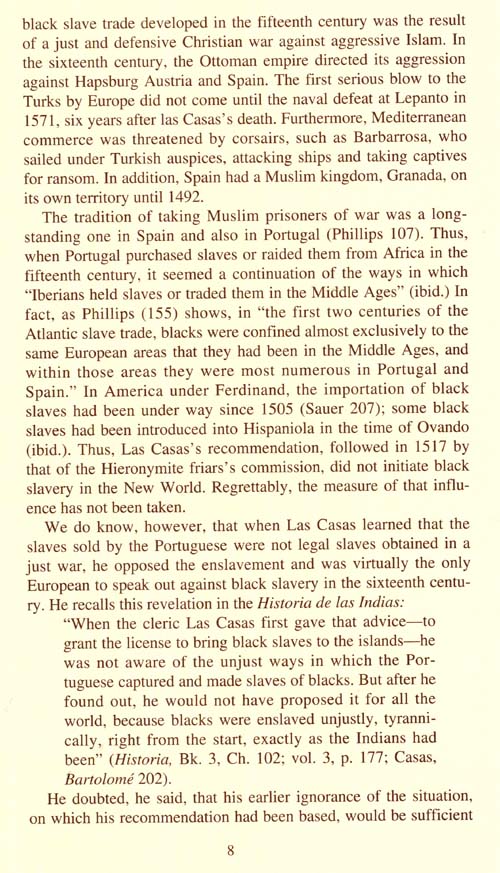 black slave trade developed in the fifteenth century was the result
of a just and defensive Christian war against aggressive Islam. In
the sixteenth century, the Ottoman empire directed its aggression
against Hapsburg Austria and Spain. The first serious blow to the
Turks by Europe did not come until the naval defeat at Lepanto in
1571, six years after las Casas's death. Furthermore, Mediterranean
commerce was threatened by corsairs, such as Barbarrosa, who
sailed under Turkish auspices, attacking ships and taking captives
for ransom. In addition, Spain had a Muslim kingdom, Granada, on
its own territory until 1492.
The tradition of taking Muslim prisoners of war was a long-
standing one in Spain and also in Portugal (Phillips 107). Thus,
when Portugal purchased slaves or raided them from Africa in the
fifteenth century, it seemed a continuation of the ways in which
“Iberians held slaves or traded them in the Middle Ages” (ibid.) In
fact, as Phillips (155) shows, in “the first two centuries of the
Atlantic slave trade, blacks were confined almost exclusively to the
same European areas that they had been in the Middle Ages, and
within those areas they were most numerous in Portugal and
Spain.” In America under Ferdinand, the importation of black
slaves had been under way since 1505 (Sauer 207); some black
slaves had been introduced into Hispaniola in the time of Ovando
(ibid.). Thus, Las Casas's recommendation, followed in 1517 by
that of the Hieronymite friars's commission, did not initiate black
slavery in the New World. Regrettably, the measure of that influ-
ence has not been taken.
We do know, however, that when Las Casas learned that the
slaves sold by the Portuguese were not legal slaves obtained in a
just war, he opposed the enslavement and was virtually the only
European to speak out against black slavery in the sixteenth centu-
ry. He recalls this revelation in the Historia de las Indias:
“When the cleric Las Casas first gave that advice—to
grant the license to bring black slaves to the islands—he
was not aware of the unjust ways in which the Por-
tuguese captured and made slaves of blacks. But after he
found out, he would not have proposed it for all the
world, because blacks were enslaved unjustly, tyranni-
cally, right from the start, exactly as the Indians had
been” (Historia, Bk. 3, Ch. 102; vol. 3, p. 177; Casas,
Bartolomé 202).
He doubted, he said, that his earlier ignorance of the situation,
on which his recommendation had been based, would be sufficient
8